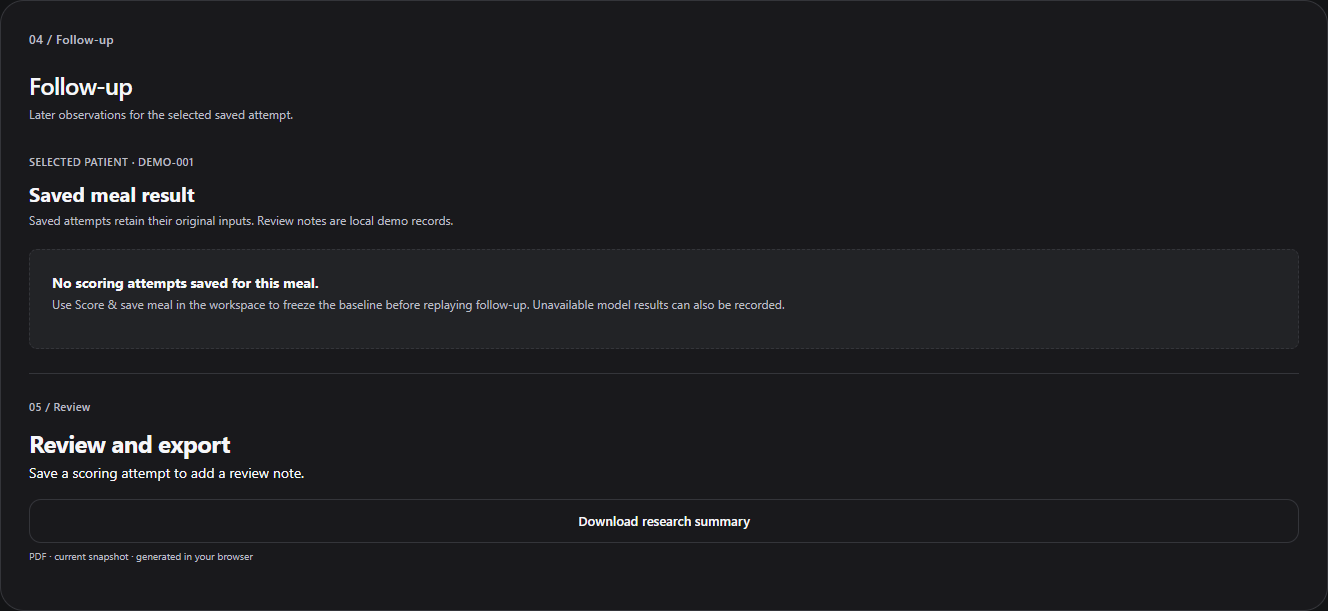 04 / Follow-up
Follow-up
Later observations for the selected saved attempt.
SELECTED PATIENT · DEMO-001
Saved meal result
Saved attempts retain their original inputs. Review notes are local demo records.
No scoring attempts saved for this meal.
Use Score & save meal in the workspace to freeze the baseline before replaying follow-up. Unavailable model results can also be recorded.
05 / Review
Review and export
Save a scoring attempt to add a review note.
Download research summary
PDF · current snapshot · generated in your browser